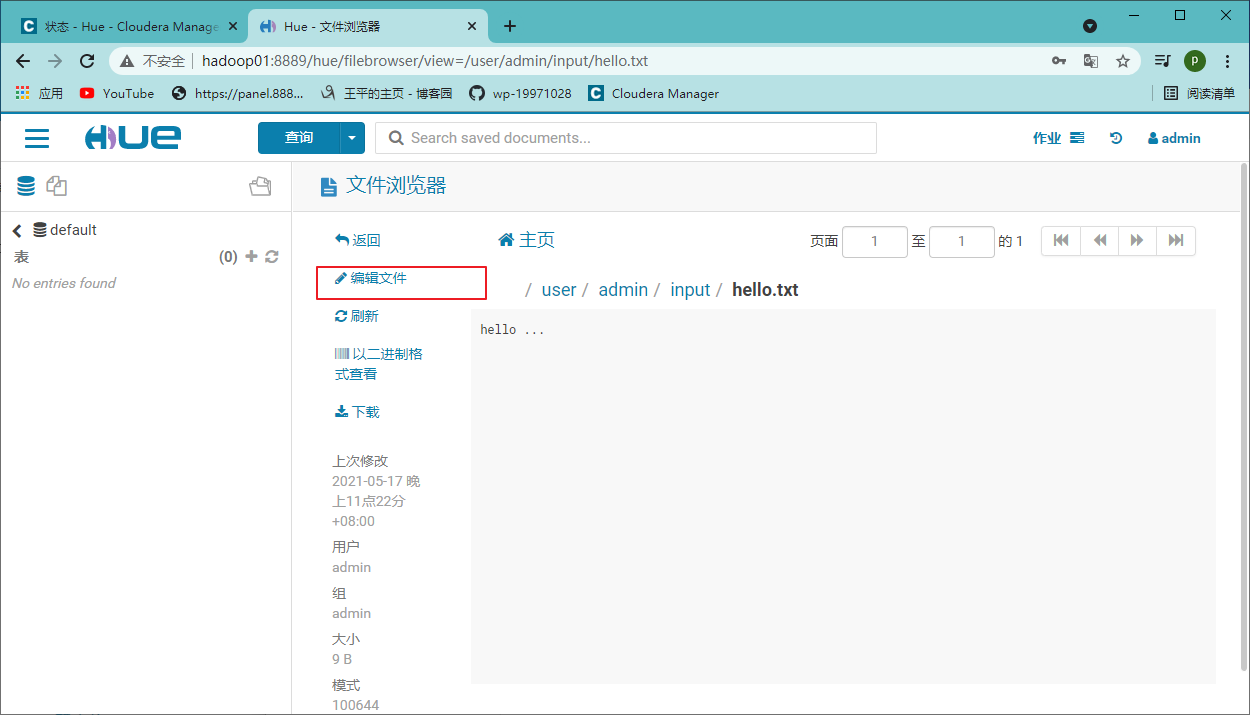 状态 - Hue - Cloudera Manage
Hue - 文件浏览器
不安全 hadoop01:8889/hue/filebrowser/view=/user/admin/input/hello.txt
P
应用 YouTube https://panel.888... 王平的主页 - 博客园 wp-19971028 Cloudera Manager 阅读清单
HUE 查询 Search saved documents... 作业 admin
文件浏览器
default
表 (0)
No entries found
返回
编辑文件
刷新
以二进制格
式查看
下载
上次修改
2021-05-17 晚
上11点22分
+08:00
用户
admin
组
admin
大小
9 B
模式
100644
主页 页面 1 至 1 的 1
/ user / admin / input / hello.txt
hello ...